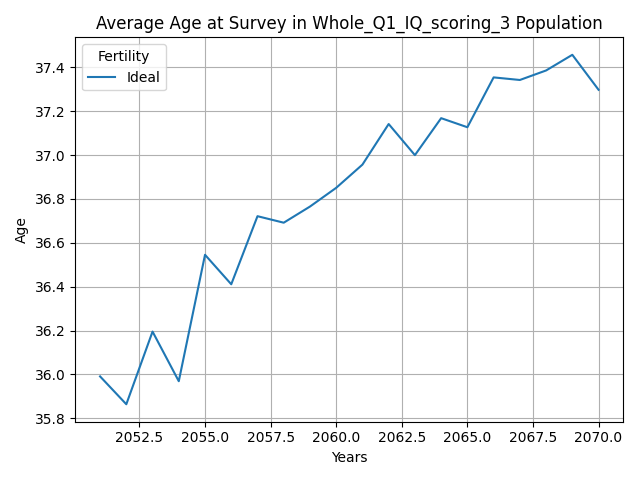 Average Age at Survey in Whole_Q1_IQ_scoring_3 Population
Fertility
Ideal
37.4
37.2
37.0
36.8
36.6
36.4
36.2
36.0
35.8
Age
2052.5 2055.0 2057.5 2060.0 2062.5 2065.0 2067.5 2070.0
Years